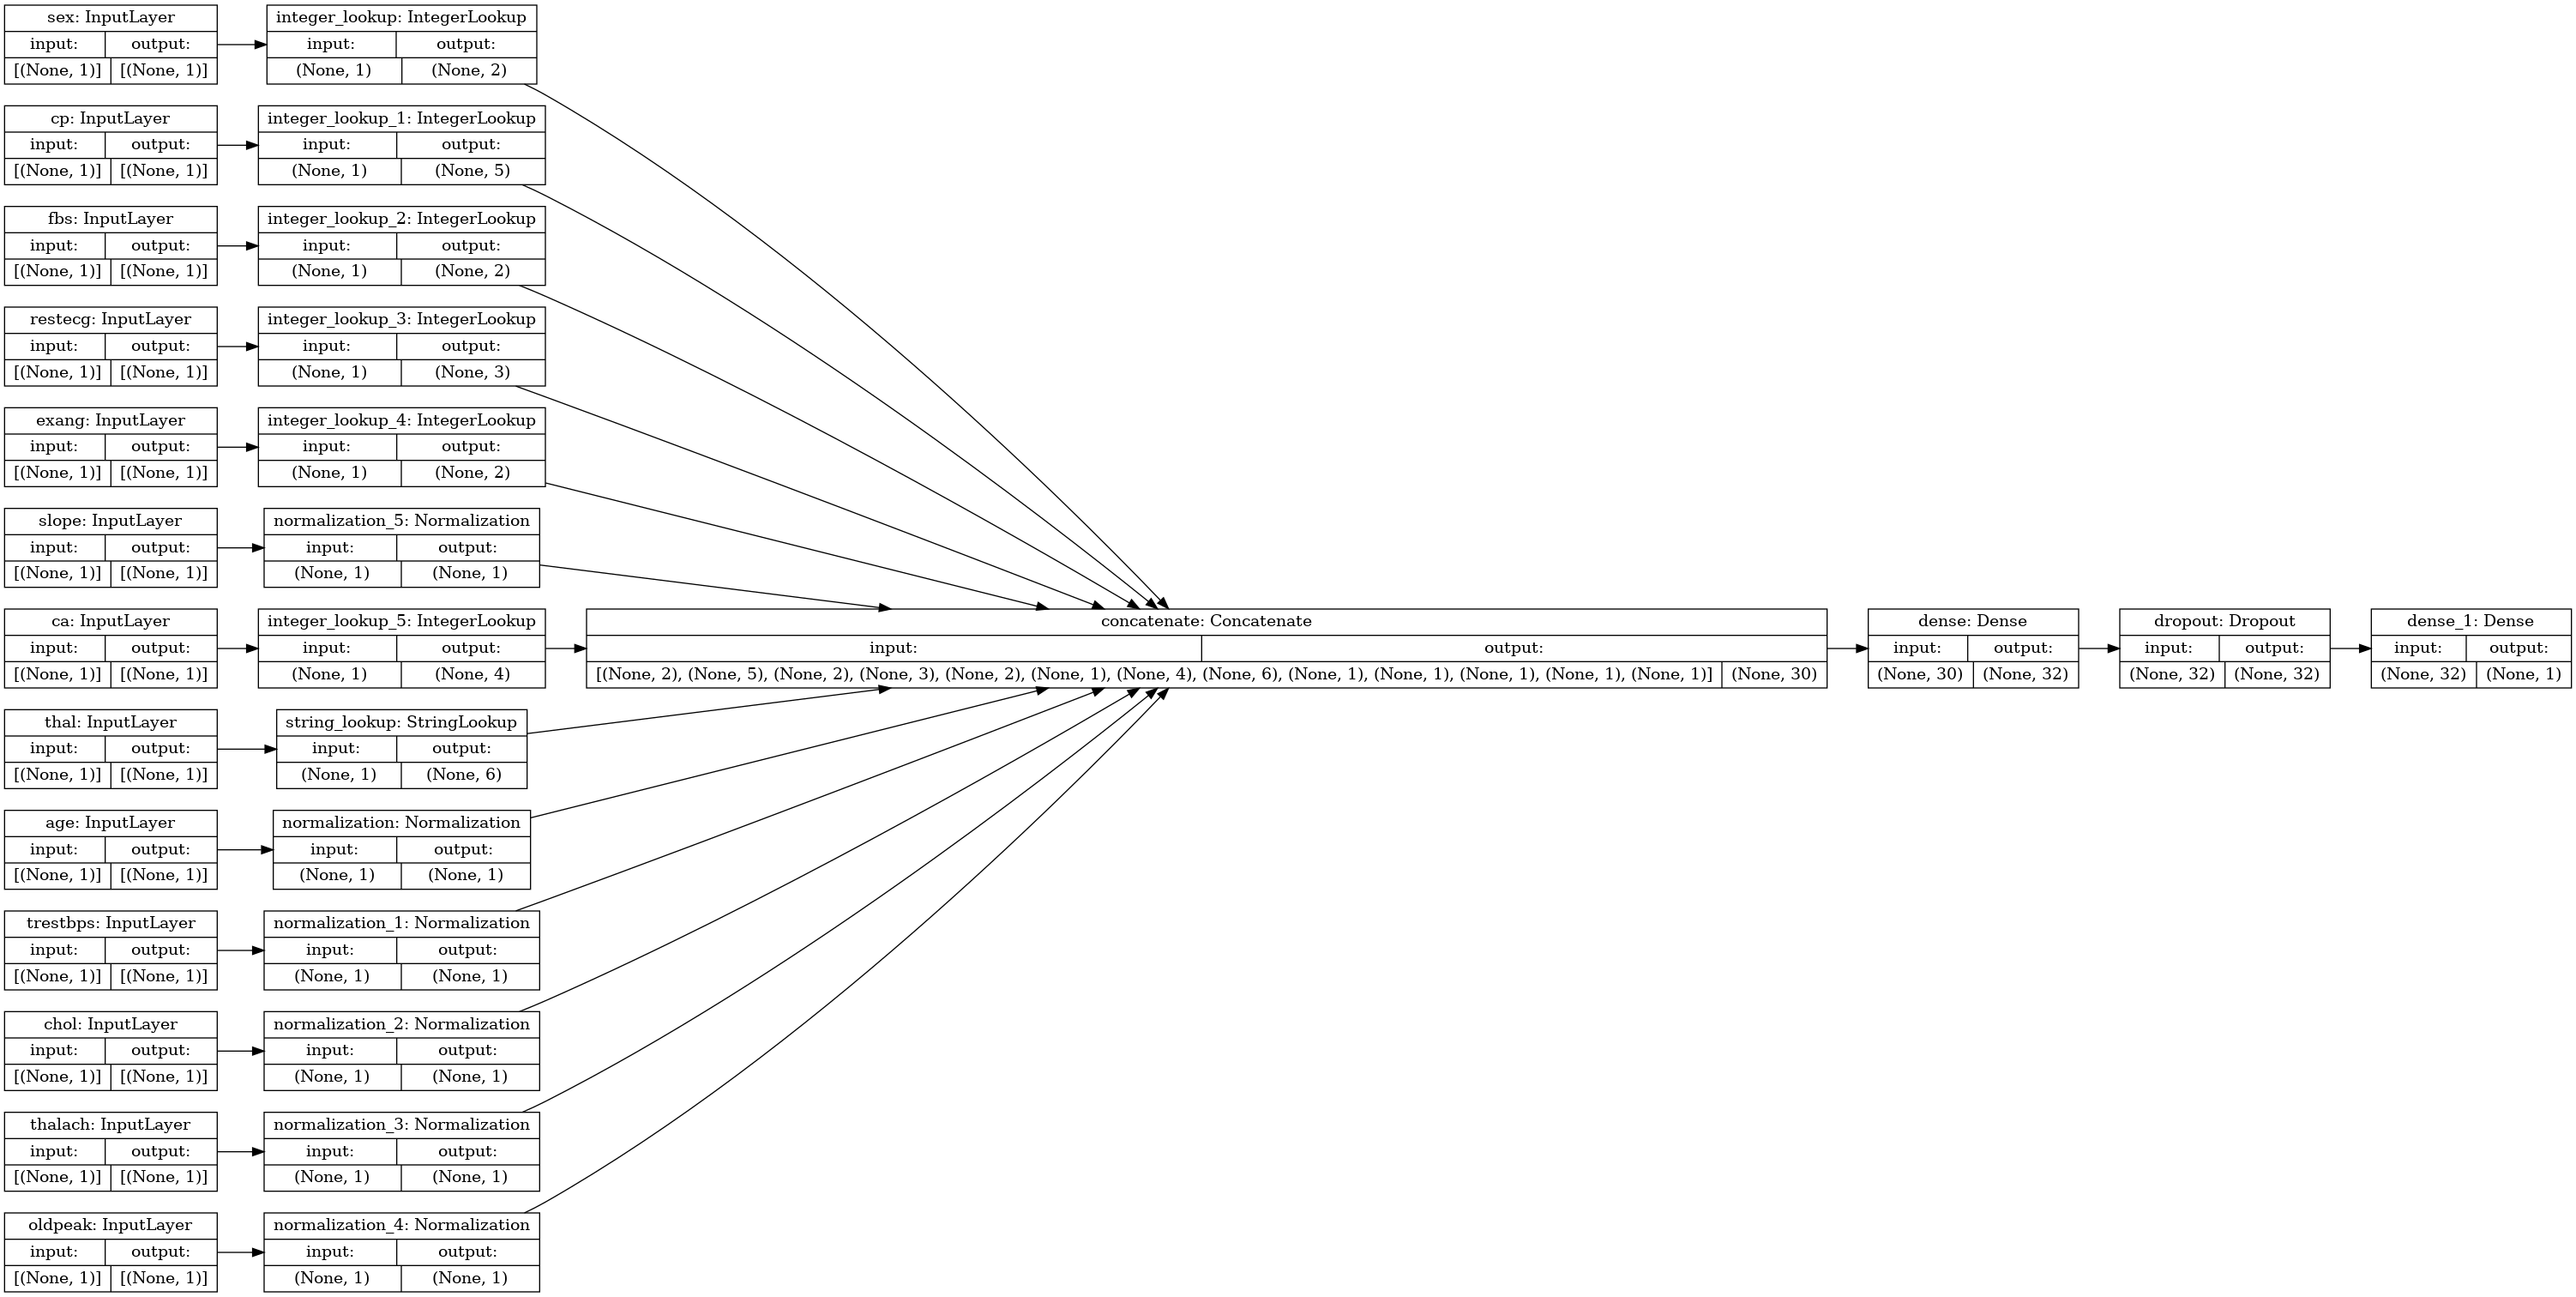 sex: InputLayer
input: output:
[(None, 1)] [(None, 1)]
integer_lookup: IntegerLookup
input: output:
(None, 1) (None, 2)
cp: InputLayer
input: output:
[(None, 1)] [(None, 1)]
integer_lookup_1: IntegerLookup
input: output:
(None, 1) (None, 5)
fbs: InputLayer
input: output:
[(None, 1)] [(None, 1)]
integer_lookup_2: IntegerLookup
input: output:
(None, 1) (None, 2)
restecg: InputLayer
input: output:
[(None, 1)] [(None, 1)]
integer_lookup_3: IntegerLookup
input: output:
(None, 1) (None, 3)
exang: InputLayer
input: output:
[(None, 1)] [(None, 1)]
integer_lookup_4: IntegerLookup
input: output:
(None, 1) (None, 2)
slope: InputLayer
input: output:
[(None, 1)] [(None, 1)]
normalization_5: Normalization
input: output:
(None, 1) (None, 1)
ca: InputLayer
input: output:
[(None, 1)] [(None, 1)]
integer_lookup_5: IntegerLookup
input: output:
(None, 1) (None, 4)
concatenate: Concatenate
input: output:
[(None, 2), (None, 5), (None, 2), (None, 3), (None, 2), (None, 1), (None, 4), (None, 6), (None, 1), (None, 1), (None, 1), (None, 1), (None, 1)] (None, 30)
dense: Dense
input: output:
(None, 30) (None, 32)
dropout: Dropout
input: output:
(None, 32) (None, 32)
dense_1: Dense
input: output:
(None, 32) (None, 1)
thal: InputLayer
input: output:
[(None, 1)] [(None, 1)]
string_lookup: StringLookup
input: output:
(None, 1) (None, 6)
age: InputLayer
input: output:
[(None, 1)] [(None, 1)]
normalization: Normalization
input: output:
(None, 1) (None, 1)
trestbps: InputLayer
input: output:
[(None, 1)] [(None, 1)]
normalization_1: Normalization
input: output:
(None, 1) (None, 1)
chol: InputLayer
input: output:
[(None, 1)] [(None, 1)]
normalization_2: Normalization
input: output:
(None, 1) (None, 1)
thalach: InputLayer
input: output:
[(None, 1)] [(None, 1)]
normalization_3: Normalization
input: output:
(None, 1) (None, 1)
oldpeak: InputLayer
input: output:
[(None, 1)] [(None, 1)]
normalization_4: Normalization
input: output:
(None, 1) (None, 1)